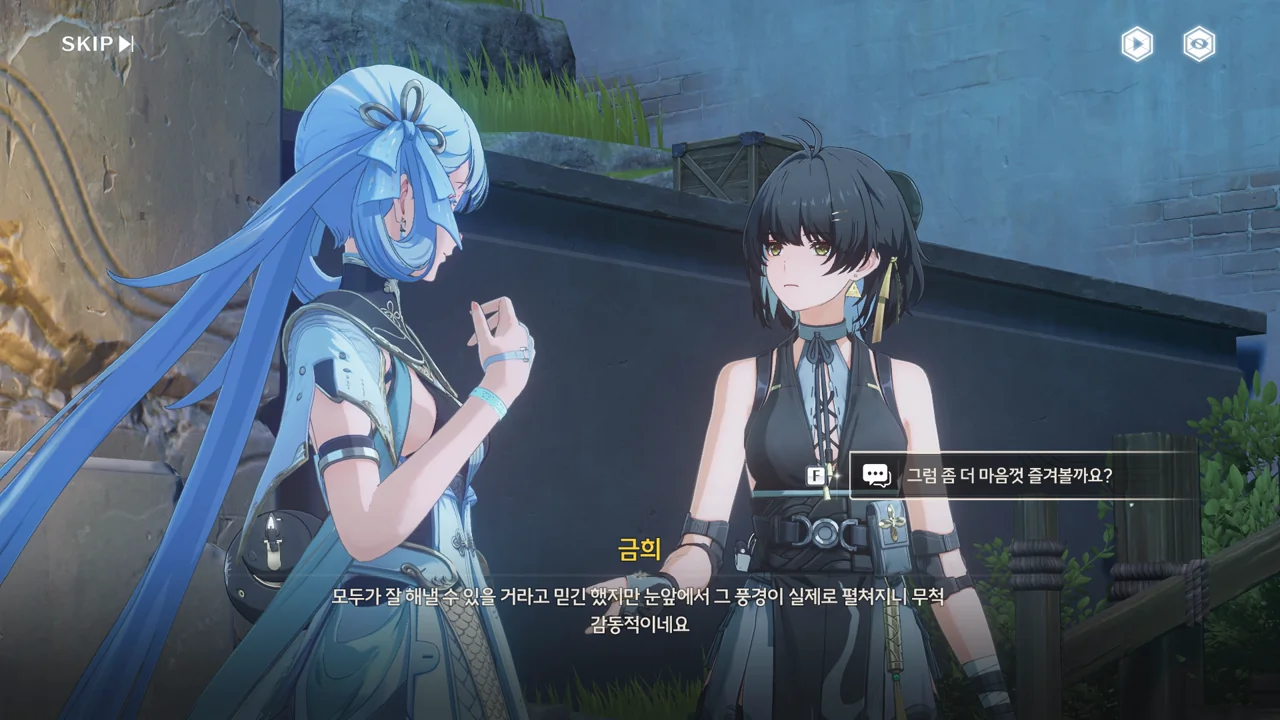 SKIP
F
그럼 좀 더 마음껏 즐겨볼까요?
금희
모두가 잘 해낼 수 있을 거라고 믿긴 했지만 눈앞에서 그 풍경이 실제로 펼쳐지니 무척
감동적이네요